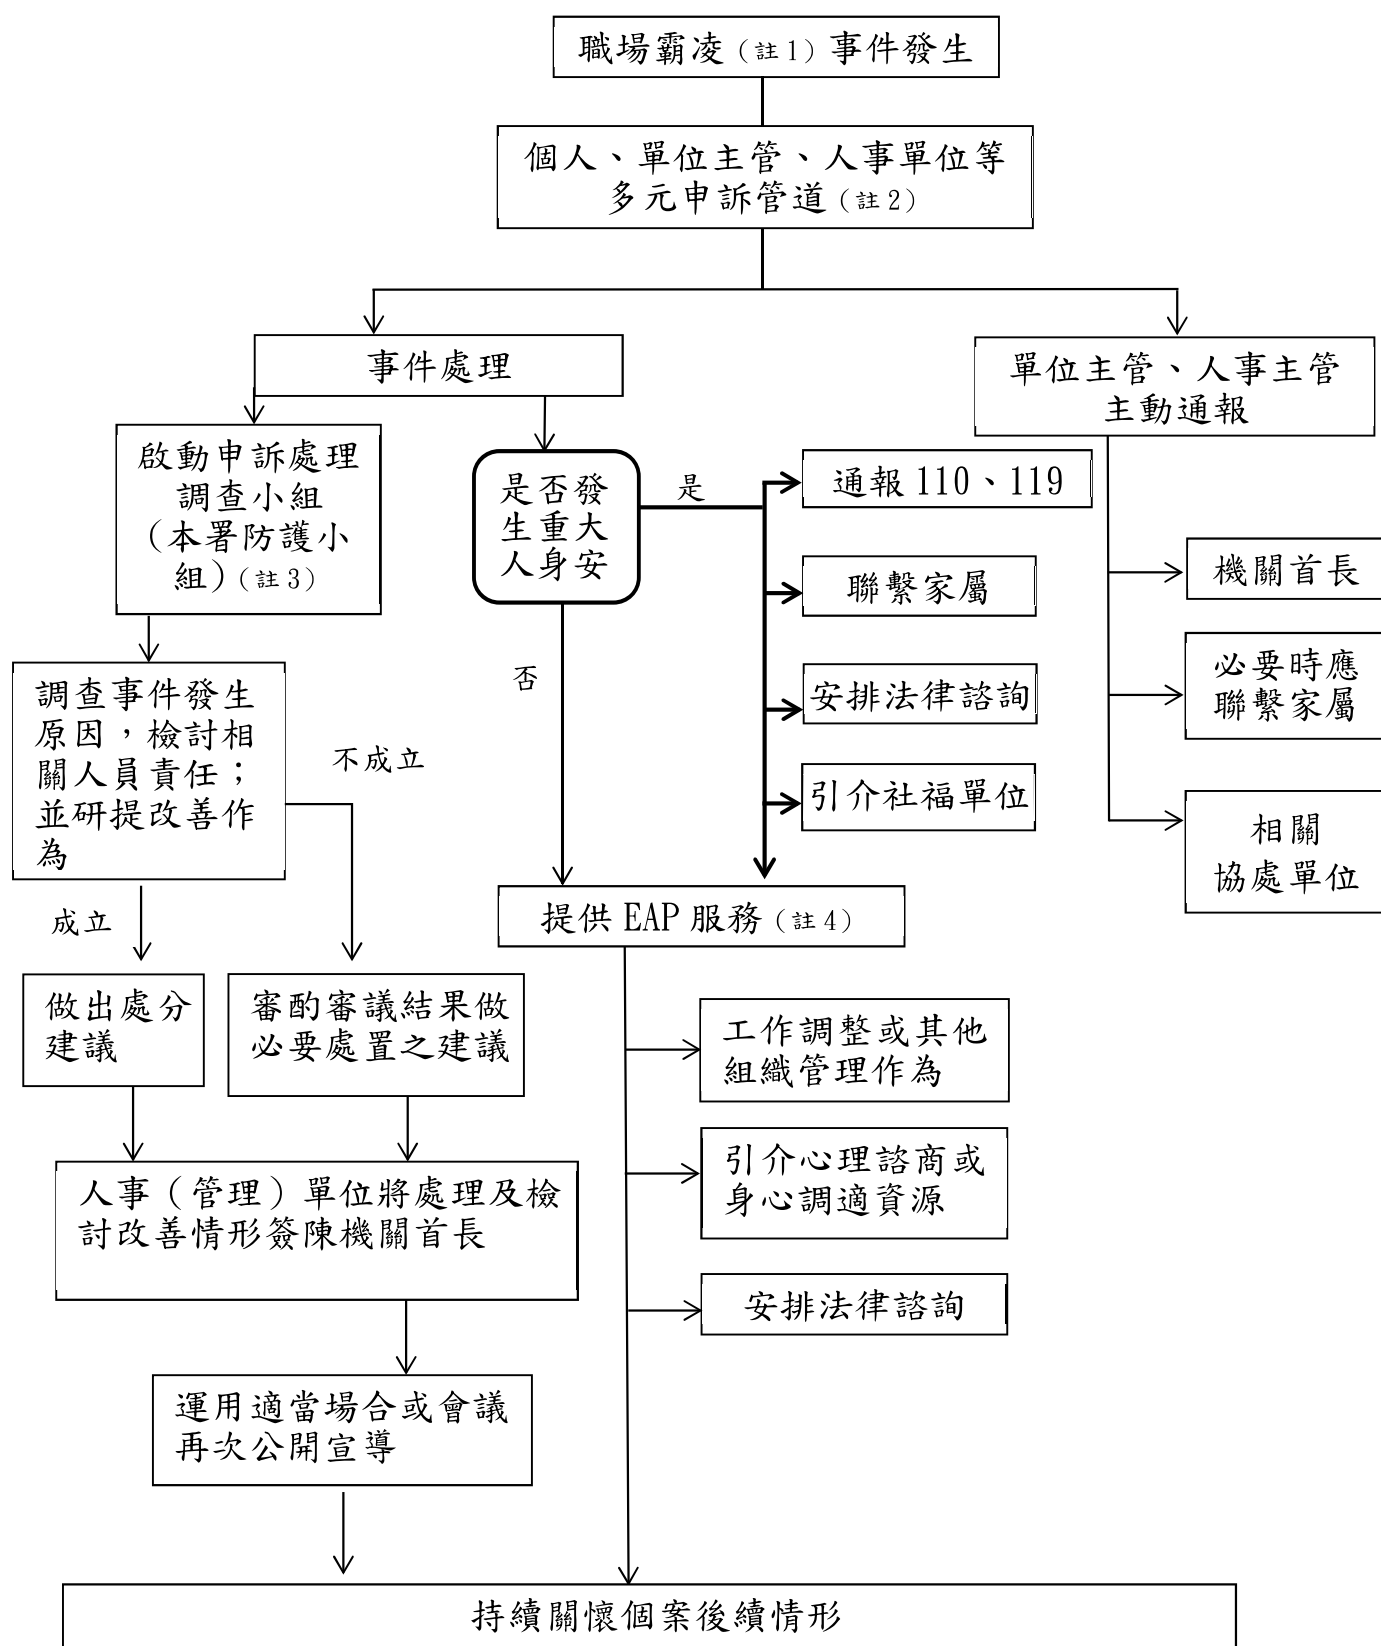 職場霸凌（註1）事件發生
個人、單位主管、人事單位等
多元申訴管道（註2）
事件處理
單位主管、人事主管
主動通報
啟動申訴處理
調查小組
（本署防護小
組）（註3）
是否發
生重大
人身安
是
否
通報 110、119
聯繫家屬
安排法律諮詢
引介社福單位
機關首長
必要時應
聯繫家屬
相關
協處單位
調查事件發生
原因，檢討相
關人員責任；
並研提改善作
為
不成立
成立
提供 EAP 服務（註4）
做出處分
建議
審酌審議結果做
必要處置之建議
工作調整或其他
組織管理作為
引介心理諮商或
身心調適資源
安排法律諮詢
人事（管理）單位將處理及檢
討改善情形簽陳機關首長
運用適當場合或會議
再次公開宣導
持續關懷個案後續情形